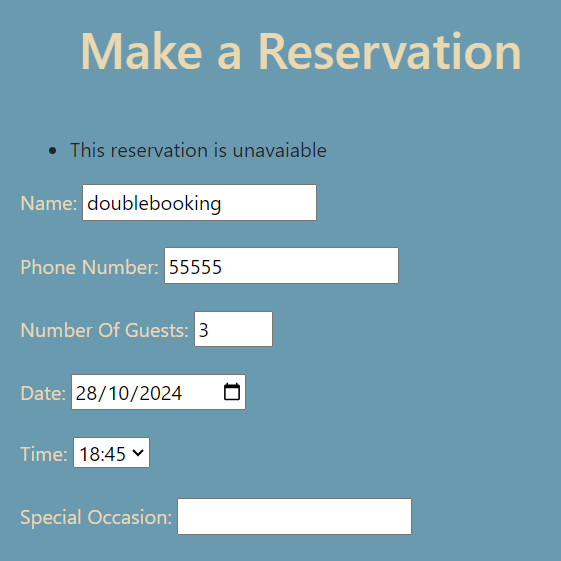 Make a Reservation
• This reservation is unavaiable
Name: doublebooking
Phone Number: 55555
Number Of Guests: 3
Date: 28/10/2024
Time: 18:45
Special Occasion: